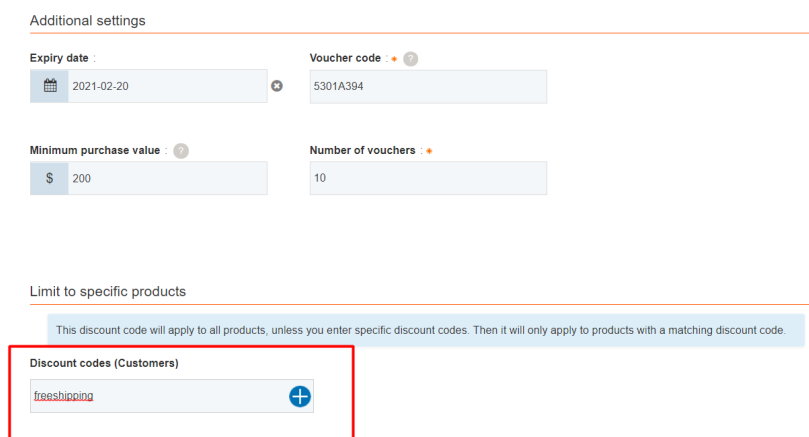 Additional settings
Expiry date : Voucher code : * ?
2021-02-20 5301A394
Minimum purchase value : ? Number of vouchers : *
$ 200 10
Limit to specific products
This discount code will apply to all products, unless you enter specific discount codes. Then it will only apply to products with a matching discount code.
Discount codes (Customers)
freeshipping